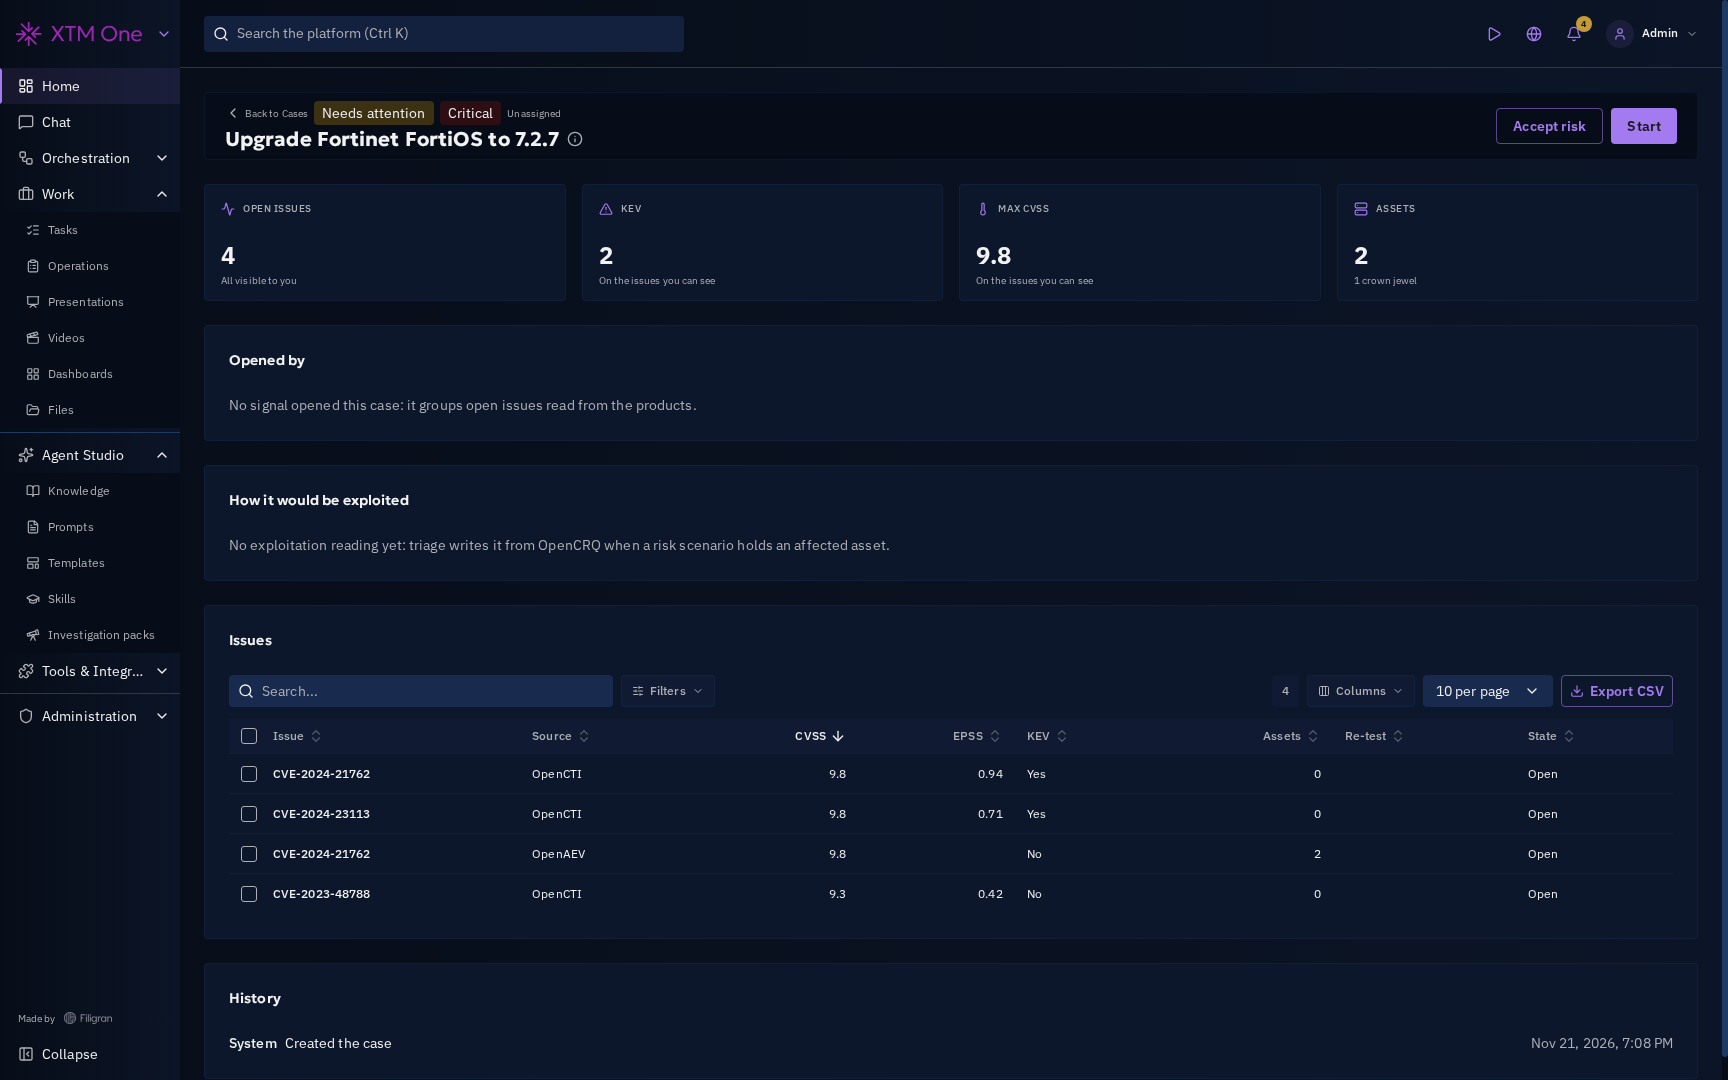 XTM One
Search the platform (Ctrl K)
4
Admin
Home
Chat
Orchestration
Work
Tasks
Operations
Presentations
Videos
Dashboards
Files
Agent Studio
Knowledge
Prompts
Templates
Skills
Investigation packs
Tools & Integr...
Administration
Made by Filigran
Collapse
Back to Cases Needs attention Critical Unassigned
Upgrade Fortinet FortiOS to 7.2.7
Accept risk Start
OPEN ISSUES
4
All visible to you
KEV
2
On the issues you can see
MAX CVSS
9.8
On the issues you can see
ASSETS
2
1 crown jewel
Opened by
No signal opened this case: it groups open issues read from the products.
How it would be exploited
No exploitation reading yet: triage writes it from OpenCRQ when a risk scenario holds an affected asset.
Issues
Search... Filters 4 Columns 10 per page Export CSV
Issue Source CVSS EPSS KEV Assets Re-test State
CVE-2024-21762 OpenCTI 9.8 0.94 Yes 0 Open
CVE-2024-23113 OpenCTI 9.8 0.71 Yes 0 Open
CVE-2024-21762 OpenAEV 9.8 No 2 Open
CVE-2023-48788 OpenCTI 9.3 0.42 No 0 Open
History
System Created the case Nov 21, 2026, 7:08 PM